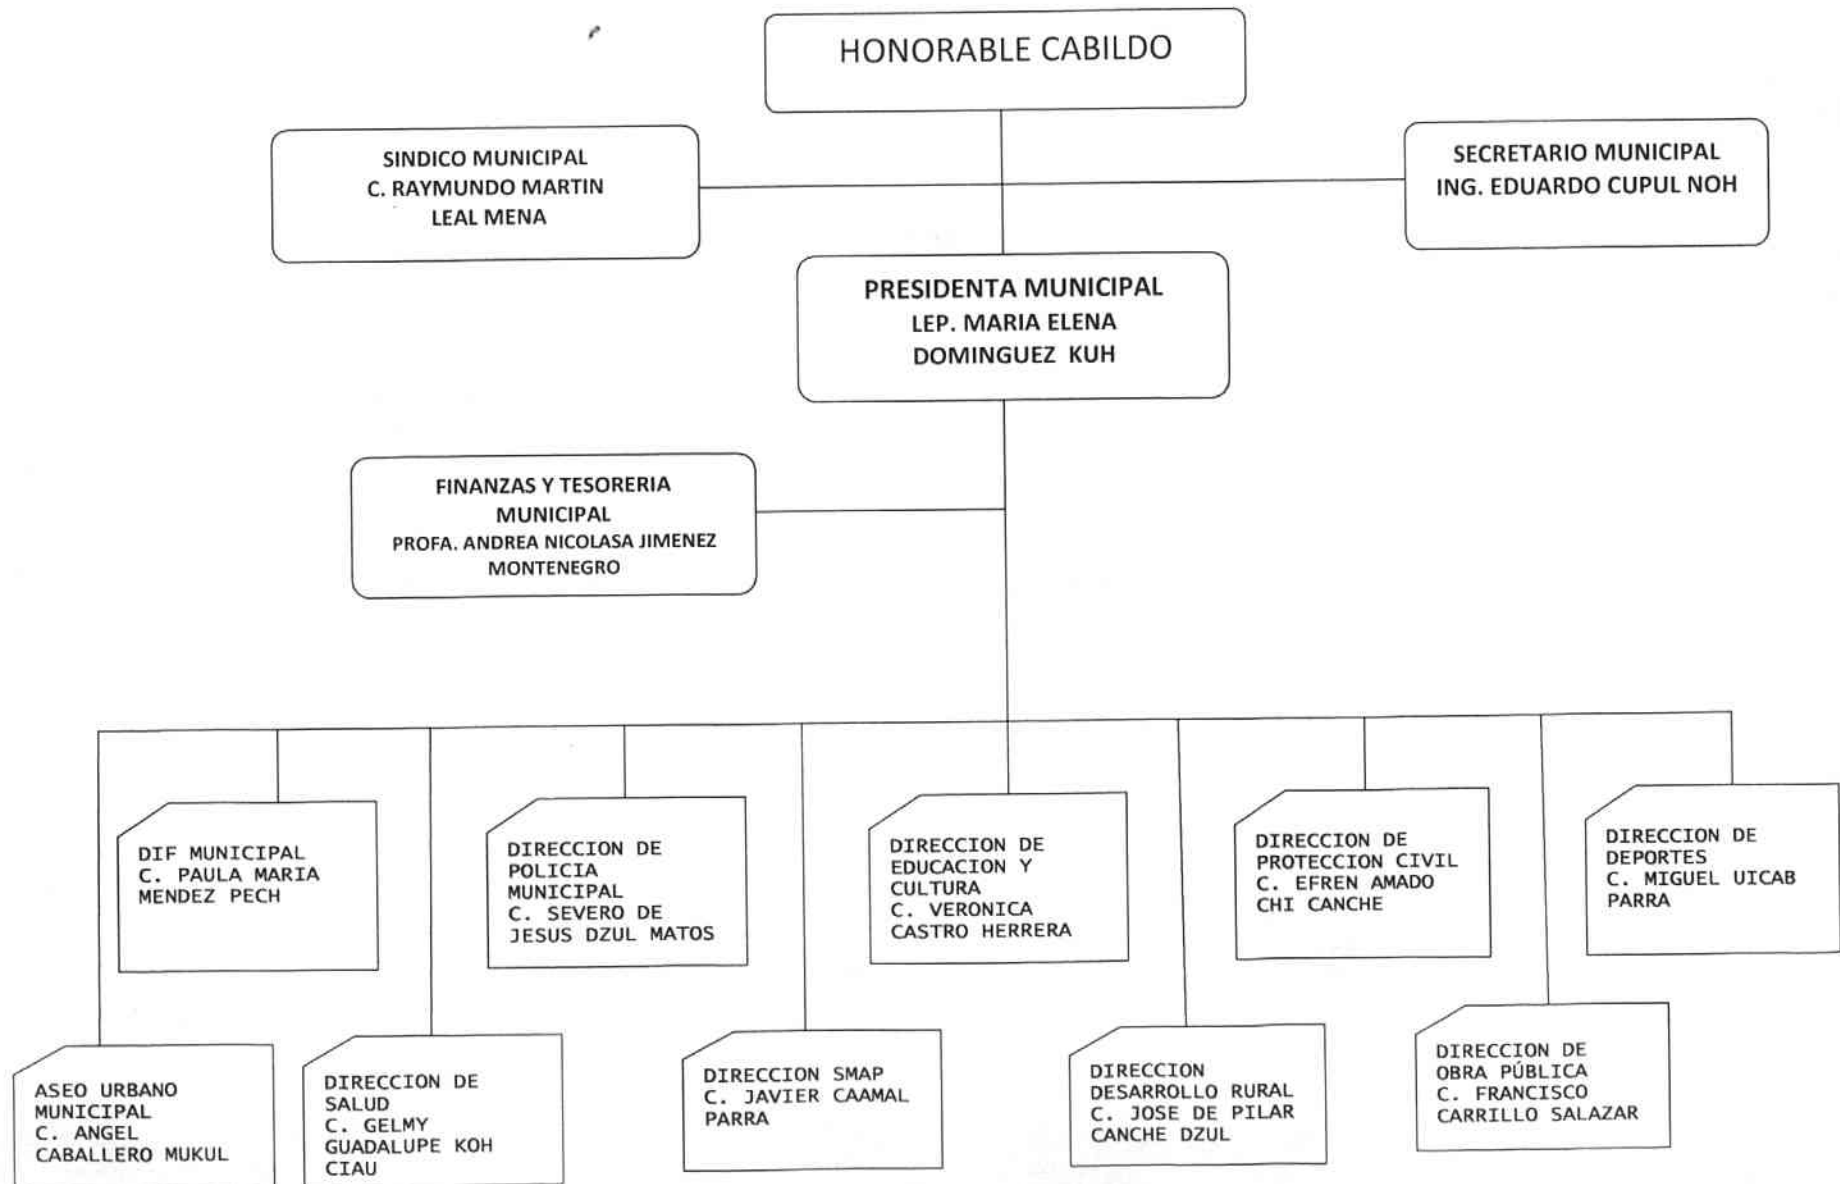 HONORABLE CABILDO
SINDICO MUNICIPAL
C. RAYMUNDO MARTIN
LEAL MENA
SECRETARIO MUNICIPAL
ING. EDUARDO CUPUL NOH
PRESIDENTA MUNICIPAL
LEP. MARIA ELENA
DOMINGUEZ KUH
FINANZAS Y TESORERIA
MUNICIPAL
PROFA. ANDREA NICOLASA JIMENEZ
MONTENEGRO
DIF MUNICIPAL
C. PAULA MARIA
MENDEZ PECH
DIRECCION DE
POLICIA
MUNICIPAL
C. SEVERO DE
JESUS DZUL MATOS
DIRECCION DE
EDUCACION Y
CULTURA
C. VERONICA
CASTRO HERRERA
DIRECCION DE
PROTECCION CIVIL
C. EFREN AMADO
CHI CANCHE
DIRECCION DE
DEPORTES
C. MIGUEL UICAB
PARRA
ASEO URBANO
MUNICIPAL
C. ANGEL
CABALLERO MUKUL
DIRECCION DE
SALUD
C. GELMY
GUADALUPE KOH
CIAU
DIRECCION SMAP
C. JAVIER CAAMAL
PARRA
DIRECCION
DESARROLLO RURAL
C. JOSE DE PILAR
CANCHE DZUL
DIRECCION DE
OBRA PÚBLICA
C. FRANCISCO
CARRILLO SALAZAR